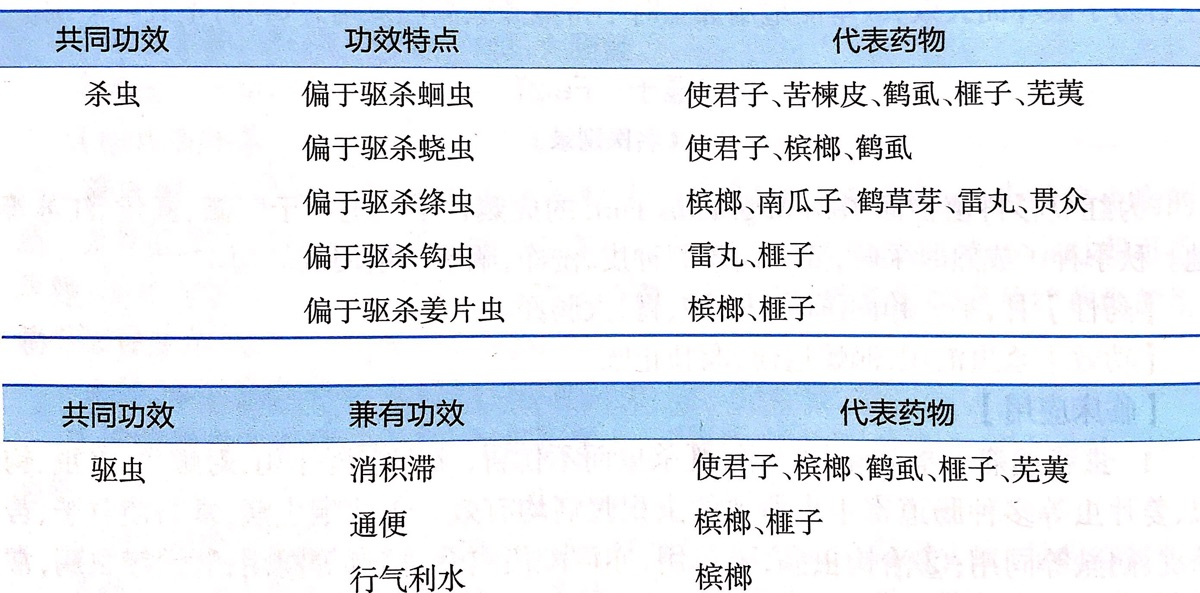 共同功效 功效特点 代表药物
杀虫 偏于驱杀蛔虫 使君子、苦楝皮、鹤虱、榧子、芜荑
偏于驱杀蛲虫 使君子、槟榔、鹤虱
偏于驱杀绦虫 槟榔、南瓜子、鹤草芽、雷丸、贯众
偏于驱杀钩虫 雷丸、榧子
偏于驱杀姜片虫 槟榔、榧子
共同功效 兼有功效 代表药物
驱虫 消积滞 使君子、槟榔、鹤虱、榧子、芜荑
通便 槟榔、榧子
行气利水 槟榔